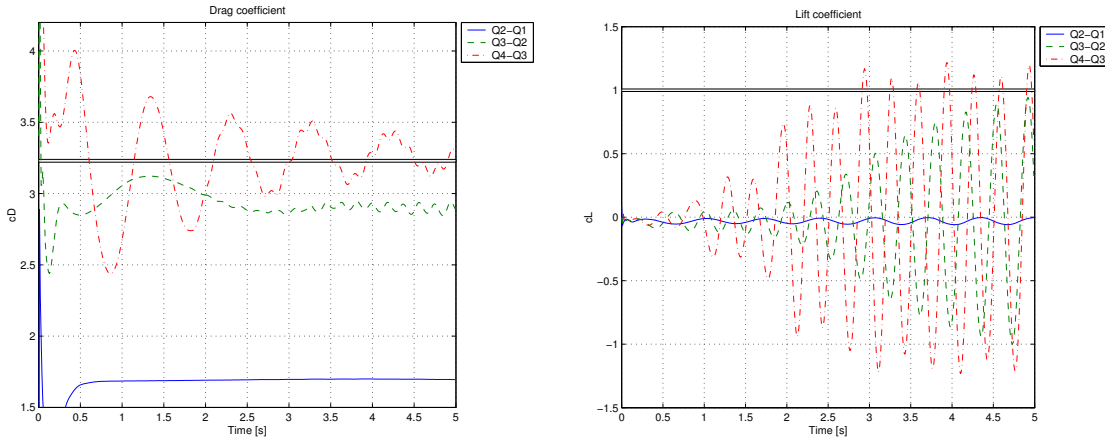 Drag coefficient
Q2−Q1
Q3−Q2
Q4−Q3
4
3.5
3
2.5
2
1.5
cD
0 0.5 1 1.5 2 2.5 3 3.5 4 4.5 5
Time [s]
Lift coefficient
Q2−Q1
Q3−Q2
Q4−Q3
1.5
1
0.5
0
−0.5
−1
−1.5
cL
0 0.5 1 1.5 2 2.5 3 3.5 4 4.5 5
Time [s]